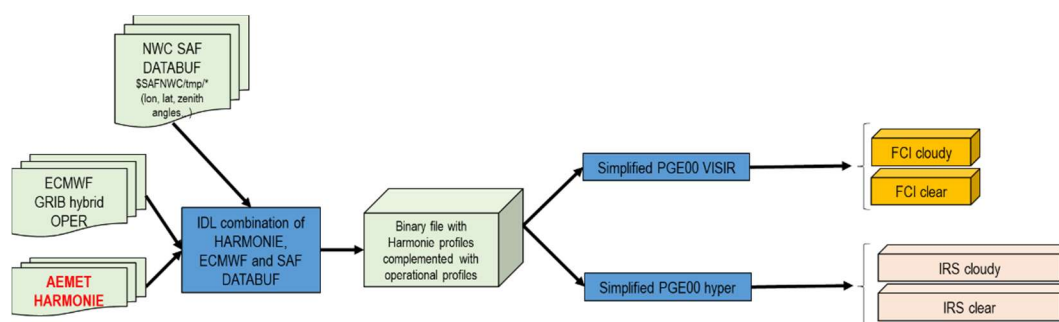 NWC SAF
DATABUF
$SAFNWC/tmp/*
(lon, lat, zenith
angles...)
ECMWF
GRIB hybrid
OPER
AEMET
HARMONIE
IDL combination of
HARMONIE,
ECMWF and SAF
DATABUF
Binary file with
Harmonie profiles
complemented with
operational profiles
Simplified PGE00 VISIR
Simplified PGE00 hyper
FCI cloudy
FCI clear
IRS cloudy
IRS clear